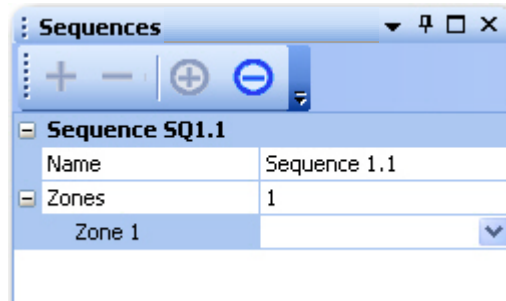 Sequences
Sequence SQ1.1
Name Sequence 1.1
Zones 1
Zone 1